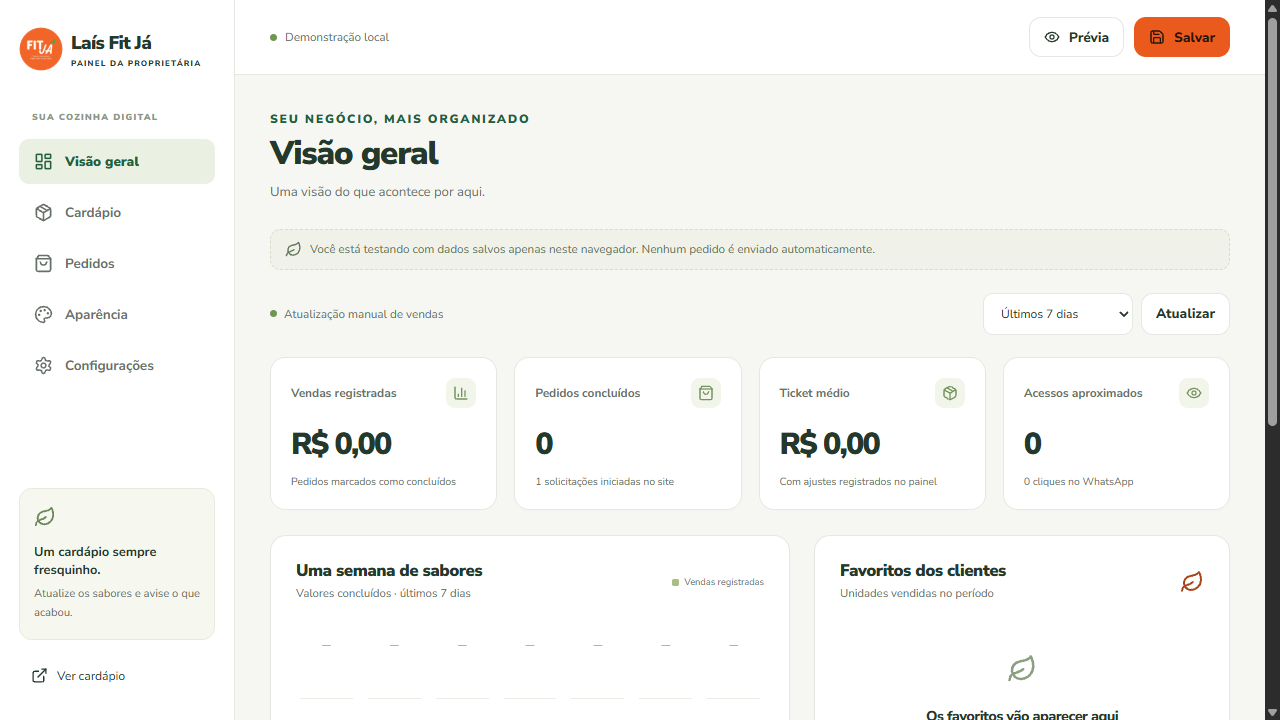 FIT JÁ
Laís Fit Já
PAINEL DA PROPRIETÁRIA
SUA COZINHA DIGITAL
Visão geral
Cardápio
Pedidos
Aparência
Configurações
Um cardápio sempre
fresquinho.
Atualize os sabores e avise o que
acabou.
Ver cardápio
Demonstração local
Prévia
Salvar
SEU NEGÓCIO, MAIS ORGANIZADO
Visão geral
Uma visão do que acontece por aqui.
Você está testando com dados salvos apenas neste navegador. Nenhum pedido é enviado automaticamente.
Atualização manual de vendas
Últimos 7 dias
Atualizar
Vendas registradas
R$ 0,00
Pedidos marcados como concluídos
Pedidos concluídos
0
1 solicitações iniciadas no site
Ticket médio
R$ 0,00
Com ajustes registrados no painel
Acessos aproximados
0
0 cliques no WhatsApp
Uma semana de sabores
Valores concluídos · últimos 7 dias
Vendas registradas
— — — — — — —
Favoritos dos clientes
Unidades vendidas no período
Os favoritos vão aparecer aqui